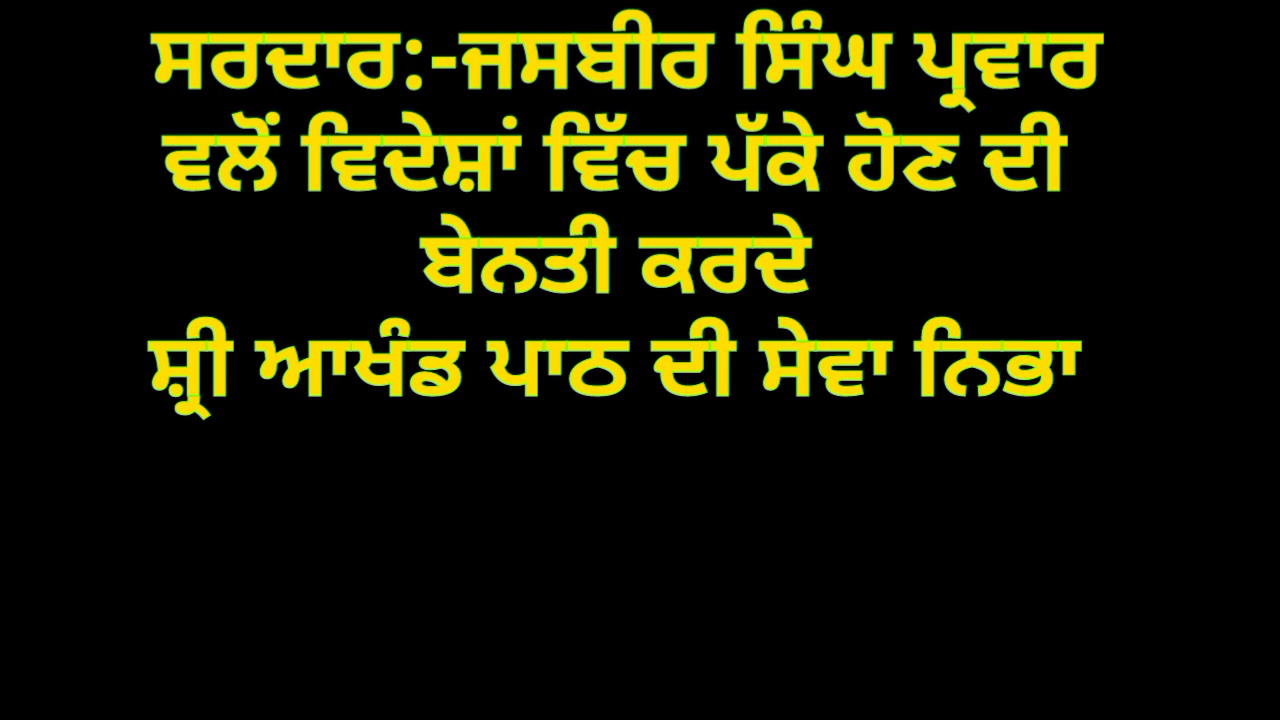 ਸਰਦਾਰ:-ਜਸਬੀਰ ਸਿੰਘ ਪ੍ਰਵਾਰ
ਵਲੋਂ ਵਿਦੇਸ਼ਾਂ ਵਿੱਚ ਪੱਕੇ ਹੋਣ ਦੀ
ਬੇਨਤੀ ਕਰਦੇ
ਸ਼੍ਰੀ ਆਖੰਡ ਪਾਠ ਦੀ ਸੇਵਾ ਨਿਭਾ